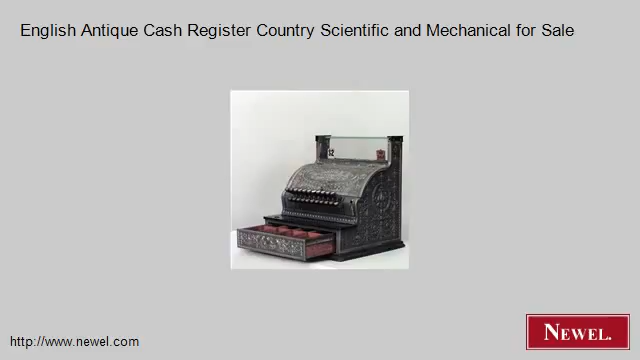 English Antique Cash Register Country Scientific and Mechanical for Sale
http://www.newel.com
NEWEL.